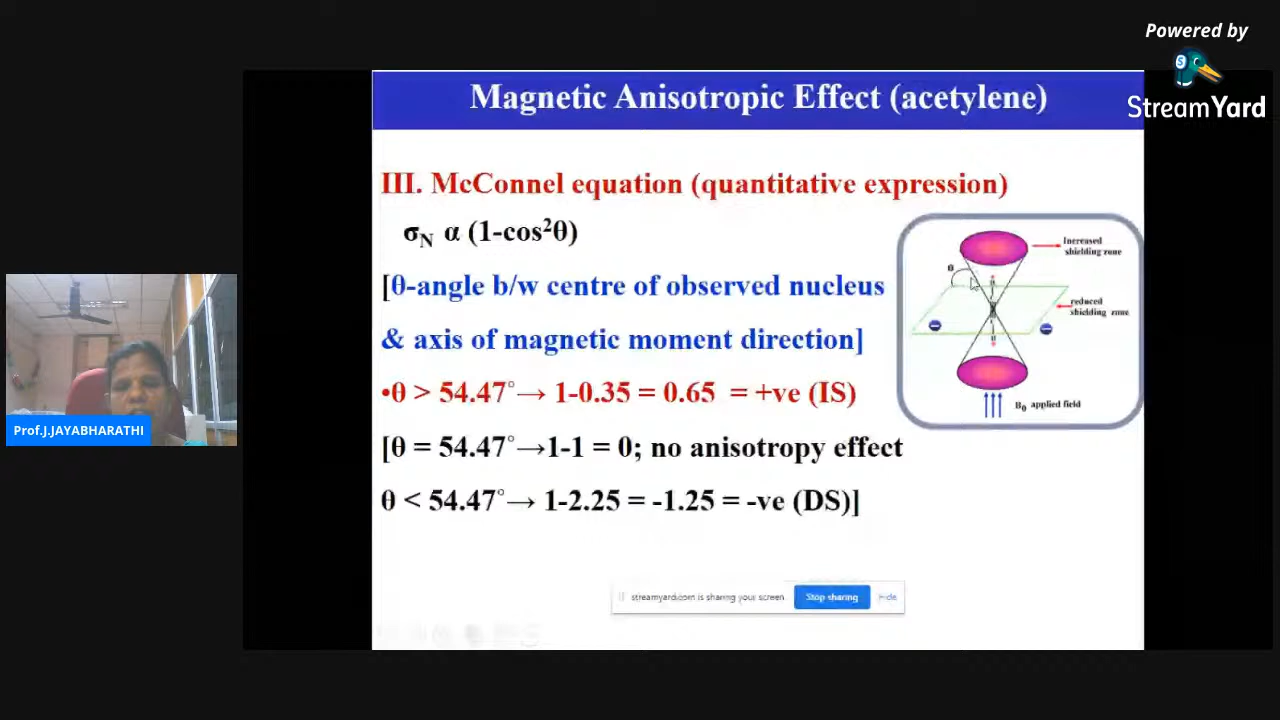 Powered by
StreamYard
Magnetic Anisotropic Effect (acetylene)
III. McConnel equation (quantitative expression)
σN α (1-cos²θ)
[θ-angle b/w centre of observed nucleus
& axis of magnetic moment direction]
•θ > 54.47°→ 1-0.35 = 0.65 = +ve (IS)
[θ = 54.47°→1-1 = 0; no anisotropy effect
θ < 54.47°→ 1-2.25 = -1.25 = -ve (DS)]
Increased
shielding zone
θ
reduced
shielding zone
B0 applied field
Prof.J.JAYABHARATHI
streamyard.com is sharing your screen
Stop sharing
Hide